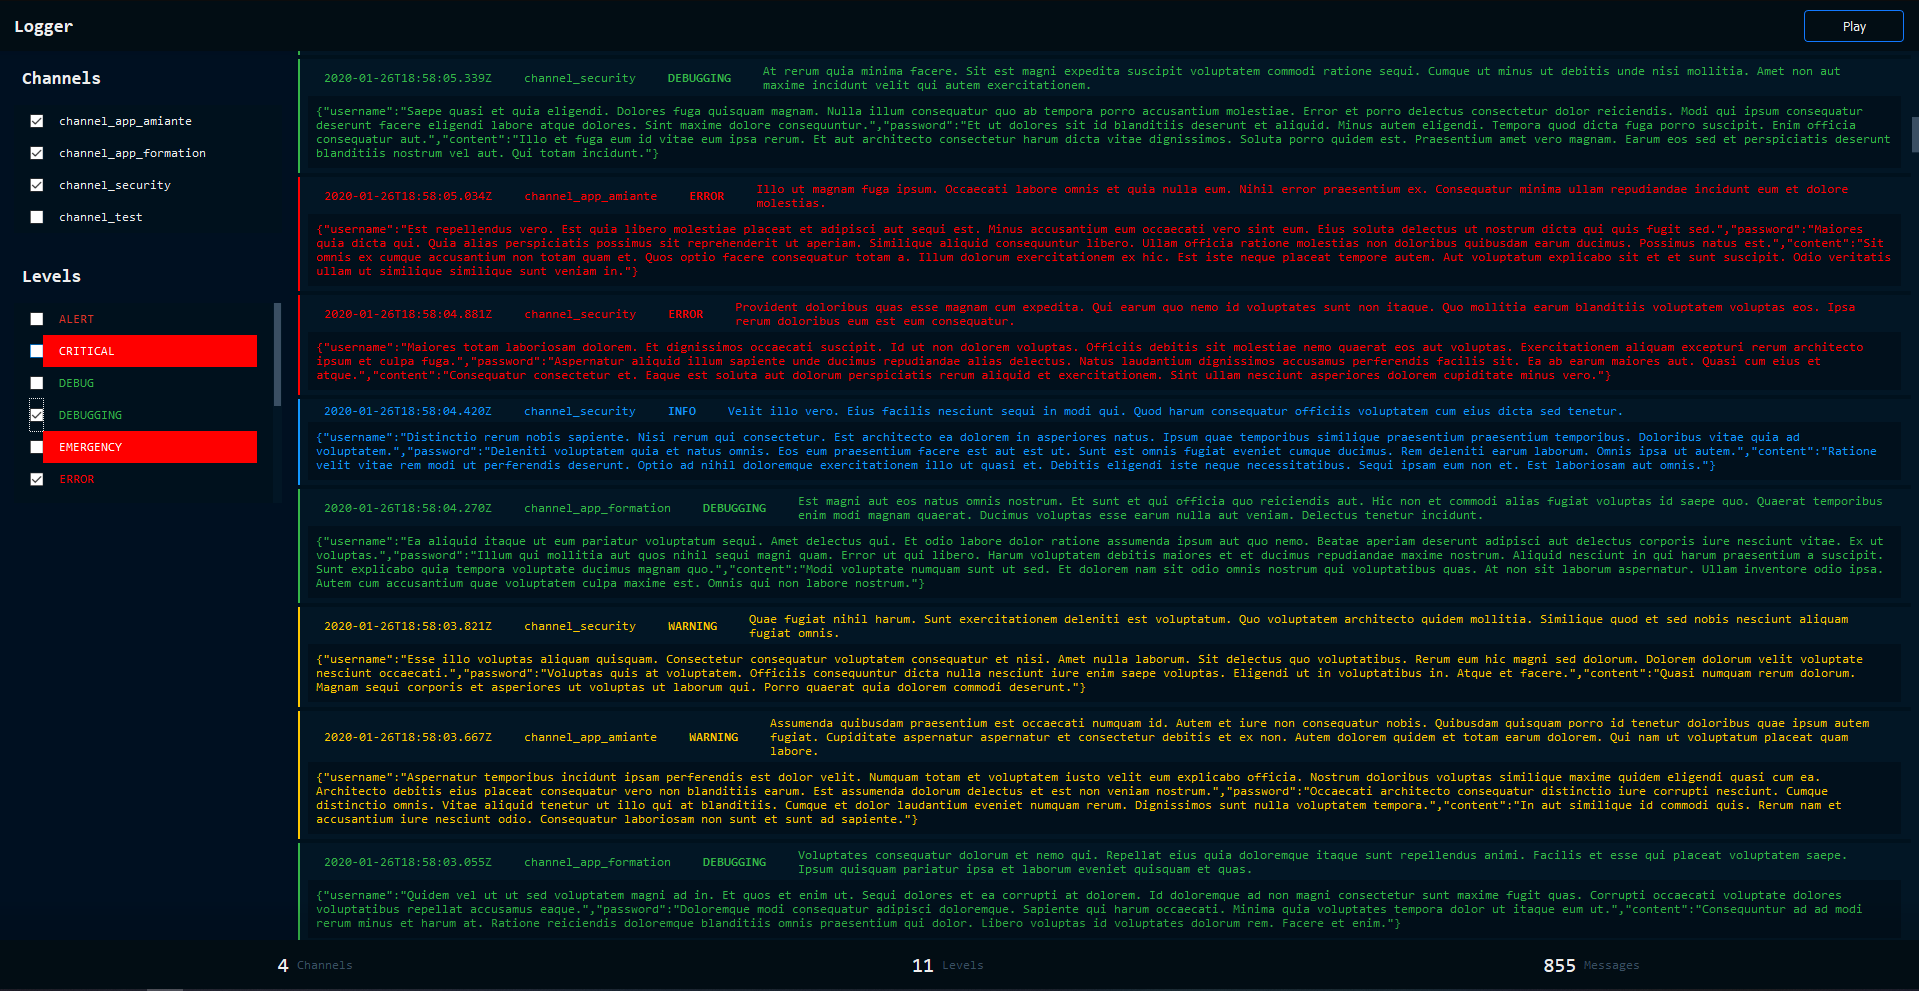 Logger
Play
Channels
channel_app_amiante
channel_app_formation
channel_security
channel_test
Levels
ALERT
CRITICAL
DEBUG
DEBUGGING
EMERGENCY
ERROR
2020-01-26T18:58:05.339Z channel_security DEBUGGING At rerum quia minima facere. Sit est magni expedita suscipit voluptatem commodi ratione sequi. Cumque ut minus ut debitis unde nisi mollitia. Amet non aut
maxime incidunt velit qui autem exercitationem.
{"username":"Saepe quasi et quia eligendi. Dolores fuga quisquam magnam. Nulla illum consequatur quo ab tempora porro accusantium molestiae. Error et porro delectus consectetur dolor reiciendis. Modi qui ipsum consequatur
deserunt facere eligendi labore atque dolores. Sint maxime dolore consequuntur.","password":"Et ut dolores sit id blanditiis deserunt et aliquid. Minus autem eligendi. Tempora quod dicta fuga porro suscipit. Enim officia
consequatur aut.","content":"Illo et fuga eum id vitae eum ipsa rerum. Et aut architecto consectetur harum dicta vitae dignissimos. Soluta porro quidem est. Praesentium amet vero magnam. Earum eos sed et perspiciatis deserunt
blanditiis nostrum vel aut. Qui totam incidunt."}
2020-01-26T18:58:05.034Z channel_app_amiante ERROR Illo ut magnam fuga ipsum. Occaecati labore omnis et quia nulla eum. Nihil error praesentium ex. Consequatur minima ullam repudiandae incidunt eum et dolore
molestias.
{"username":"Est repellendus vero. Est quia libero molestiae placeat et adipisci aut sequi est. Minus accusantium eum occaecati vero sint eum. Eius soluta delectus ut nostrum dicta qui quis fugit sed.","password":"Maiores
quia dicta qui. Quia alias perspiciatis possimus sit reprehenderit ut aperiam. Similique aliquid consequuntur libero. Ullam officia ratione molestias non doloribus quibusdam earum ducimus. Possimus natus est.","content":"Sit
omnis ex cumque accusantium non totam quam et. Quos optio facere consequatur totam a. Illum dolorum exercitationem ex hic. Est iste neque placeat tempore autem. Aut voluptatum explicabo sit et et sunt suscipit. Odio veritatis
ullam ut similique similique sunt veniam in."}
2020-01-26T18:58:04.881Z channel_security ERROR Provident doloribus quas esse magnam cum expedita. Qui earum quo nemo id voluptates sunt non itaque. Quo mollitia earum blanditiis voluptatem voluptas eos. Ipsa
rerum doloribus eum est eum consequatur.
{"username":"Maiores totam laboriosam dolorem. Et dignissimos occaecati suscipit. Id ut non dolorem voluptas. Officiis debitis sit molestiae nemo quaerat eos aut voluptas. Exercitationem aliquam excepturi rerum architecto
ipsum et culpa fuga.","password":"Aspernatur aliquid illum sapiente unde ducimus repudiandae alias delectus. Natus laudantium dignissimos accusamus perferendis facilis sit. Ea ab earum maiores aut. Quasi cum eius et
atque.","content":"Consequatur consectetur et. Eaque est soluta aut dolorum perspiciatis rerum aliquid et exercitationem. Sint ullam nesciunt asperiores dolorem cupiditate minus vero."}
2020-01-26T18:58:04.420Z channel_security INFO Velit illo vero. Eius facilis nesciunt sequi in modi qui. Quod harum consequatur officiis voluptatem cum eius dicta sed tenetur.
{"username":"Distinctio rerum nobis sapiente. Nisi rerum qui consectetur. Est architecto ea dolorem in asperiores natus. Ipsum quae temporibus similique praesentium praesentium temporibus. Doloribus vitae quia ad
voluptatem.","password":"Deleniti voluptatem quia et natus omnis. Eos eum praesentium facere est aut est ut. Sunt est omnis fugiat eveniet cumque ducimus. Rem deleniti earum laborum. Omnis ipsa ut autem.","content":"Ratione
velit vitae rem modi ut perferendis deserunt. Optio ad nihil doloremque exercitationem illo ut quasi et. Debitis eligendi iste neque necessitatibus. Sequi ipsam eum non et. Est laboriosam aut omnis."}
2020-01-26T18:58:04.270Z channel_app_formation DEBUGGING Est magni aut eos natus omnis nostrum. Et sunt et qui officia quo reiciendis aut. Hic non et commodi alias fugiat voluptas id saepe quo. Quaerat temporibus
enim modi magnam quaerat. Ducimus voluptas esse earum nulla aut veniam. Delectus tenetur incidunt.
{"username":"Ea aliquid itaque ut eum pariatur voluptatum sequi. Amet delectus qui. Et odio labore dolor ratione assumenda ipsum aut quo nemo. Beatae aperiam deserunt adipisci aut delectus corporis iure nesciunt vitae. Ex ut
voluptas.","password":"Illum qui mollitia aut quos nihil sequi magni quam. Error ut qui libero. Harum voluptatem debitis maiores et et ducimus repudiandae maxime nostrum. Aliquid nesciunt in qui harum praesentium a suscipit.
Sunt explicabo quia tempora voluptate ducimus magnam quo.","content":"Modi voluptate numquam sunt ut sed. Et dolorem nam sit odio omnis nostrum qui voluptatibus quas. At non sit laborum aspernatur. Ullam inventore odio ipsa.
Autem cum accusantium quae voluptatem culpa maxime est. Omnis qui non labore nostrum."}
2020-01-26T18:58:03.821Z channel_security WARNING Quae fugiat nihil harum. Sunt exercitationem deleniti est voluptatum. Quo voluptatem architecto quidem mollitia. Similique quod et sed nobis nesciunt aliquam
fugiat omnis.
{"username":"Esse illo voluptas aliquam quisquam. Consectetur consequatur voluptatem consequatur et nisi. Amet nulla laborum. Sit delectus quo voluptatibus. Rerum eum hic magni sed dolorum. Dolorem dolorum velit voluptate
nesciunt occaecati.","password":"Voluptas quis at voluptatem. Officiis consequuntur dicta nulla nesciunt iure enim saepe voluptas. Eligendi ut in voluptatibus in. Atque et facere.","content":"Quasi numquam rerum dolorum.
Magnam sequi corporis et asperiores ut voluptas ut laborum qui. Porro quaerat quia dolorem commodi deserunt."}
2020-01-26T18:58:03.667Z channel_app_amiante WARNING Assumenda quibusdam praesentium est occaecati numquam id. Autem et iure non consequatur nobis. Quibusdam quisquam porro id tenetur doloribus quae ipsum autem
fugiat. Cupiditate aspernatur aspernatur et consectetur debitis et ex non. Autem dolorem quidem et totam earum dolorem. Qui nam ut voluptatum placeat quam
labore.
{"username":"Aspernatur temporibus incidunt ipsam perferendis est dolor velit. Numquam totam et voluptatem iusto velit eum explicabo officia. Nostrum doloribus voluptas similique maxime quidem eligendi quasi cum ea.
Architecto debitis eius placeat consequatur vero non blanditiis earum. Est assumenda dolorum delectus et est non veniam nostrum.","password":"Occaecati architecto consequatur distinctio iure corrupti nesciunt. Cumque
distinctio omnis. Vitae aliquid tenetur ut illo qui at blanditiis. Cumque et dolor laudantium eveniet numquam rerum. Dignissimos sunt nulla voluptatem tempora.","content":"In aut similique id commodi quis. Rerum nam et
accusantium iure nesciunt odio. Consequatur laboriosam non sunt et sunt ad sapiente."}
2020-01-26T18:58:03.055Z channel_app_formation DEBUGGING Voluptates consequatur dolorum et nemo qui. Repellat eius quia doloremque itaque sunt repellendus animi. Facilis et esse qui placeat voluptatem saepe.
Ipsum quisquam pariatur ipsa et laborum eveniet quisquam et quas.
{"username":"Quidem vel ut ut sed voluptatem magni ad in. Et quos et enim ut. Sequi dolores et ea corrupti at dolorem. Id doloremque ad non magni consectetur sunt maxime fugit quas. Corrupti occaecati voluptate dolores
voluptatibus repellat accusamus eaque.","password":"Doloremque modi consequatur adipisci doloremque. Sapiente qui harum occaecati. Minima quia voluptates tempora dolor ut itaque eum ut.","content":"Consequuntur ad ad modi
rerum minus et harum at. Ratione reiciendis doloremque blanditiis omnis praesentium qui dolor. Libero voluptas id voluptates dolorum rem. Facere et enim."}
4 Channels
11 Levels
855 Messages